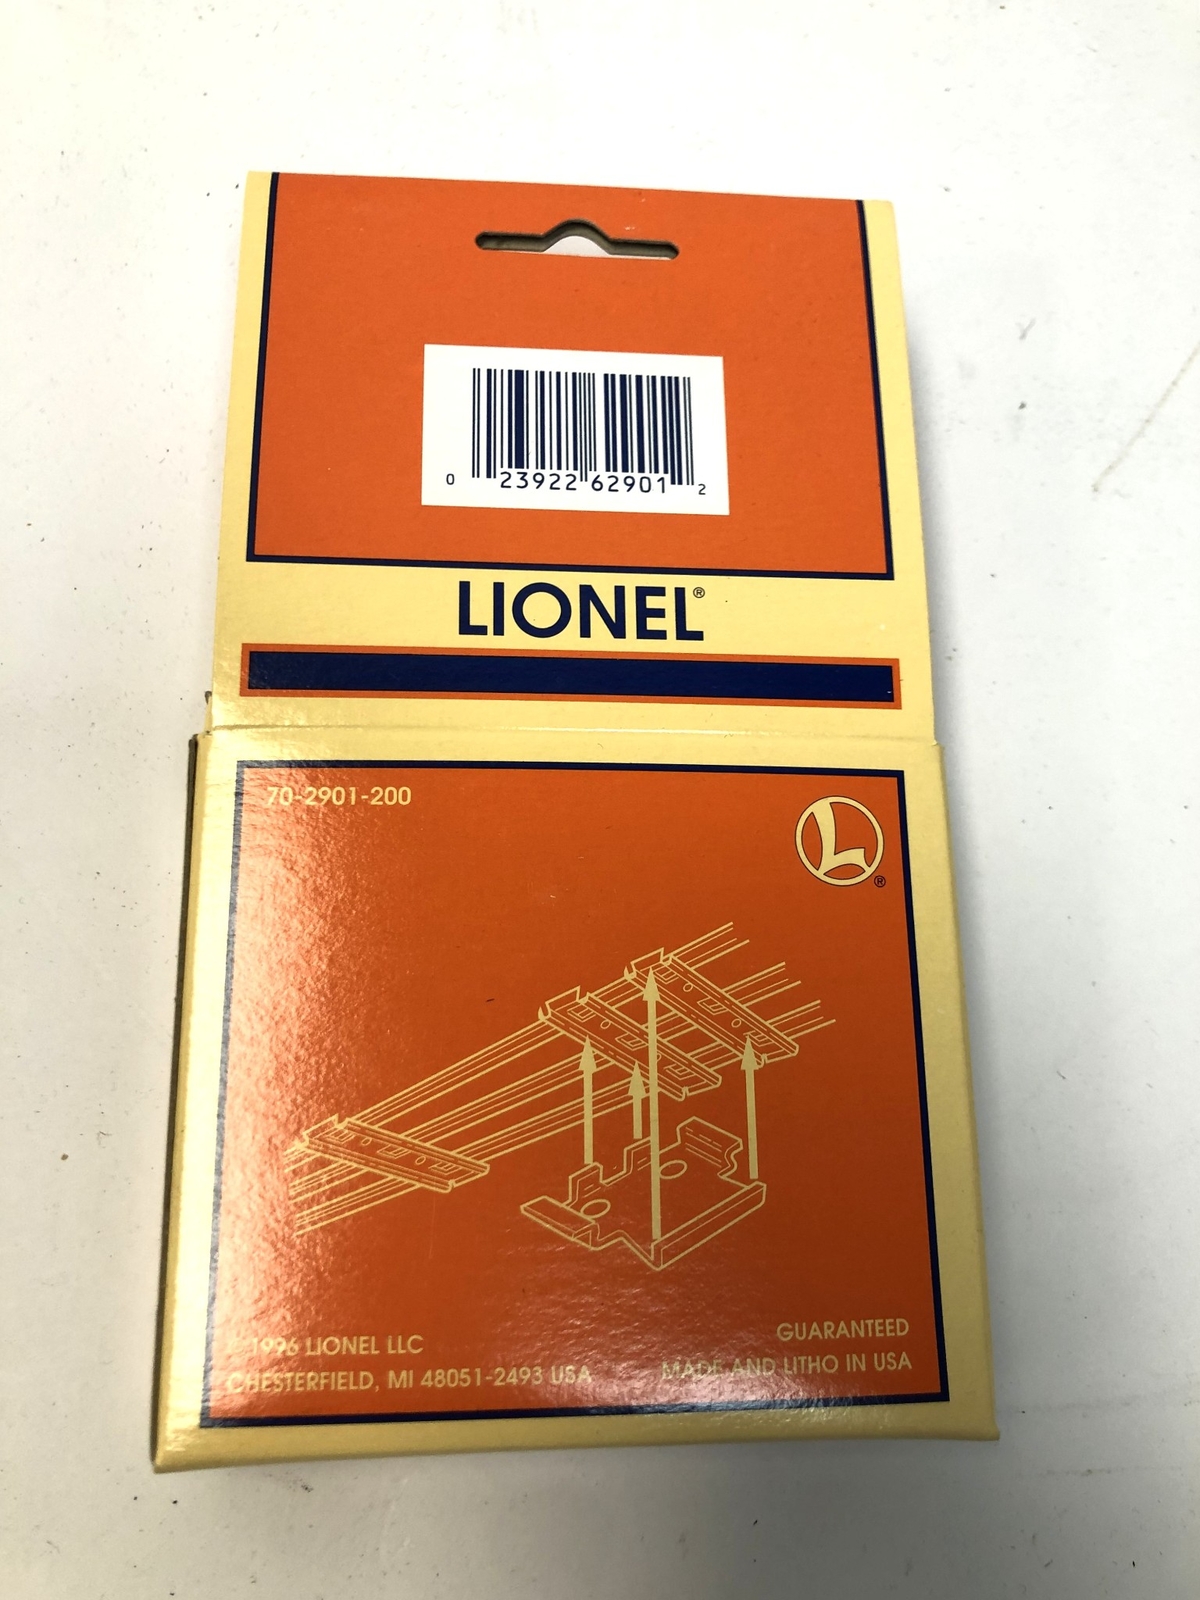 0 23922 62901 2
LIONEL®
70-2901-200
L®
© 1996 LIONEL LLC
CHESTERFIELD, MI 48051-2493 USA
GUARANTEED
MADE AND LITHO IN USA